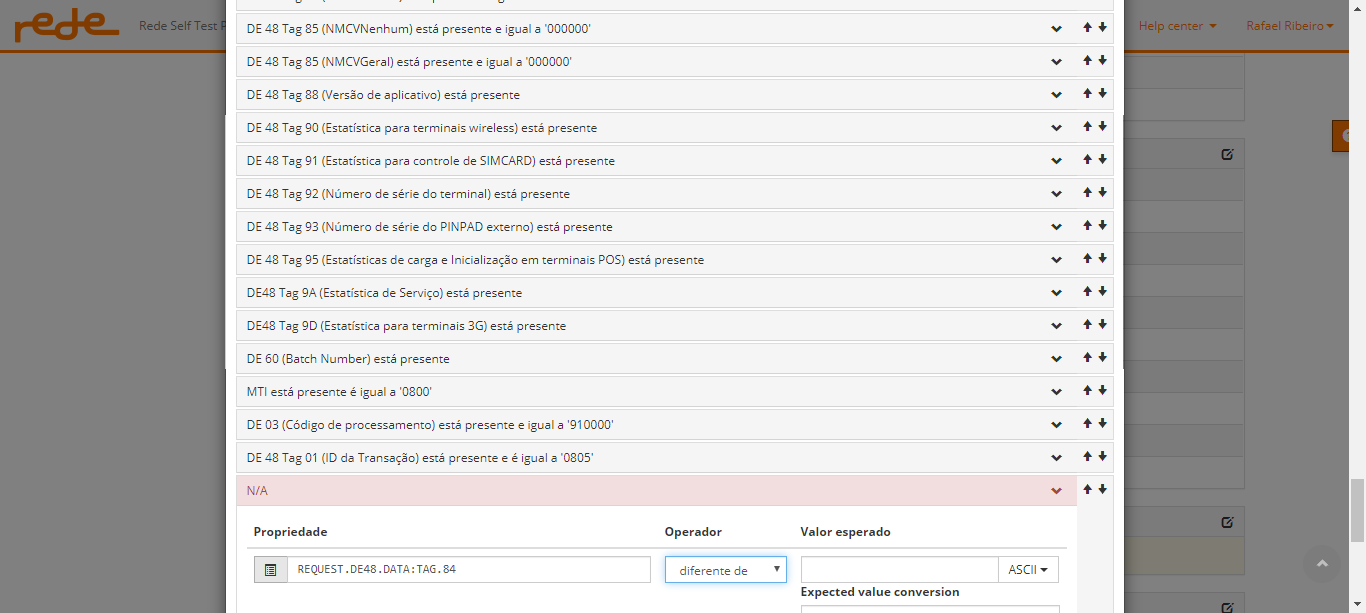 rede
Rede Self Test P
Help center
Rafael Ribeiro
DE 48 Tag 85 (NMCVNenhum) está presente e igual a '000000'
DE 48 Tag 85 (NMCVGeral) está presente e igual a '000000'
DE 48 Tag 88 (Versão de aplicativo) está presente
DE 48 Tag 90 (Estatística para terminais wireless) está presente
DE 48 Tag 91 (Estatística para controle de SIMCARD) está presente
DE 48 Tag 92 (Número de série do terminal) está presente
DE 48 Tag 93 (Número de série do PINPAD externo) está presente
DE 48 Tag 95 (Estatísticas de carga e Inicialização em terminais POS) está presente
DE48 Tag 9A (Estatística de Serviço) está presente
DE48 Tag 9D (Estatística para terminais 3G) está presente
DE 60 (Batch Number) está presente
MTI está presente é igual a '0800'
DE 03 (Código de processamento) está presente e igual a '910000'
DE 48 Tag 01 (ID da Transação) está presente e é igual a '0805'
N/A
Propriedade Operador Valor esperado
REQUEST.DE48.DATA:TAG.84 diferente de ASCII
Expected value conversion